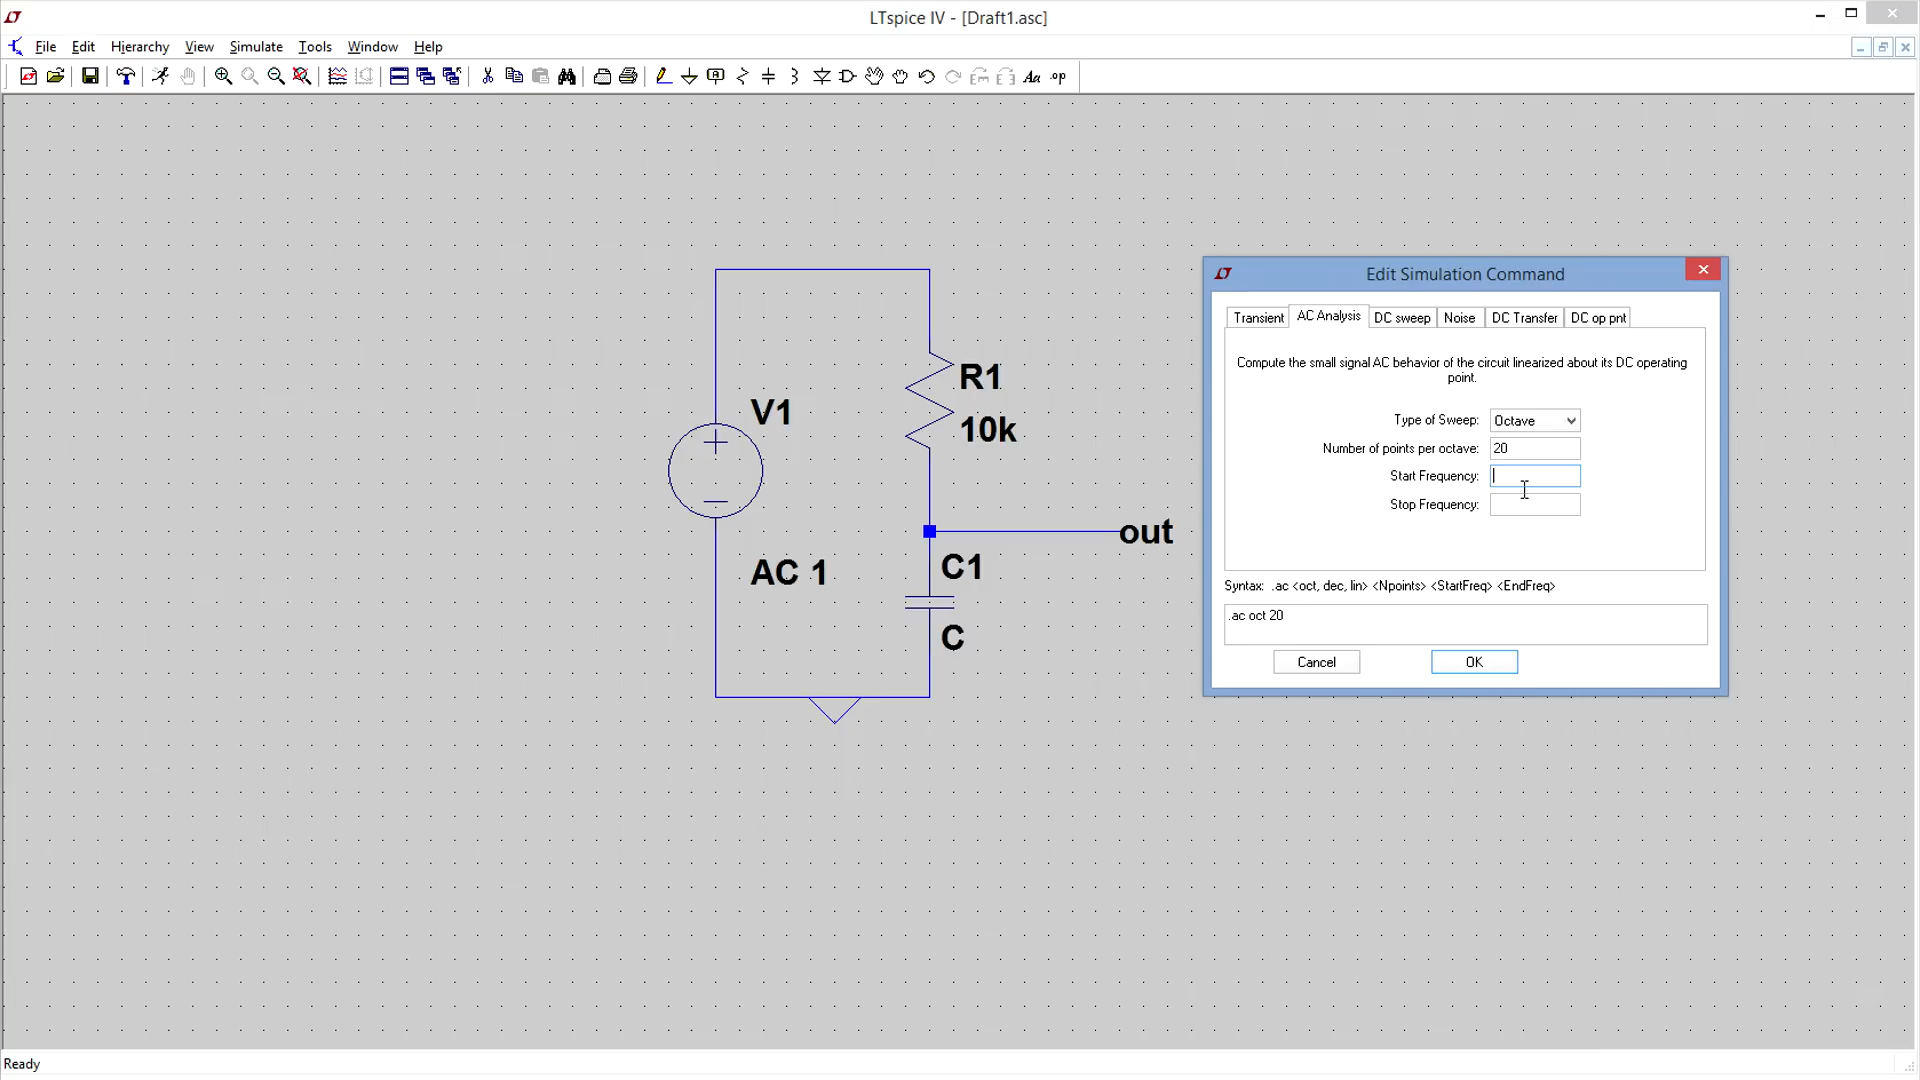 LTspice IV - [Draft1.asc]
File Edit Hierarchy View Simulate Tools Window Help
Aa .op
R1
10k
V1
AC 1
out
C1
C
Edit Simulation Command
Transient AC Analysis DC sweep Noise DC Transfer DC op pnt
Compute the small signal AC behavior of the circuit linearized about its DC operating
point.
Type of Sweep: Octave
Number of points per octave: 20
Start Frequency:
Stop Frequency:
Syntax: .ac <oct, dec, lin> <Npoints> <StartFreq> <EndFreq>
.ac oct 20
Cancel OK
Ready